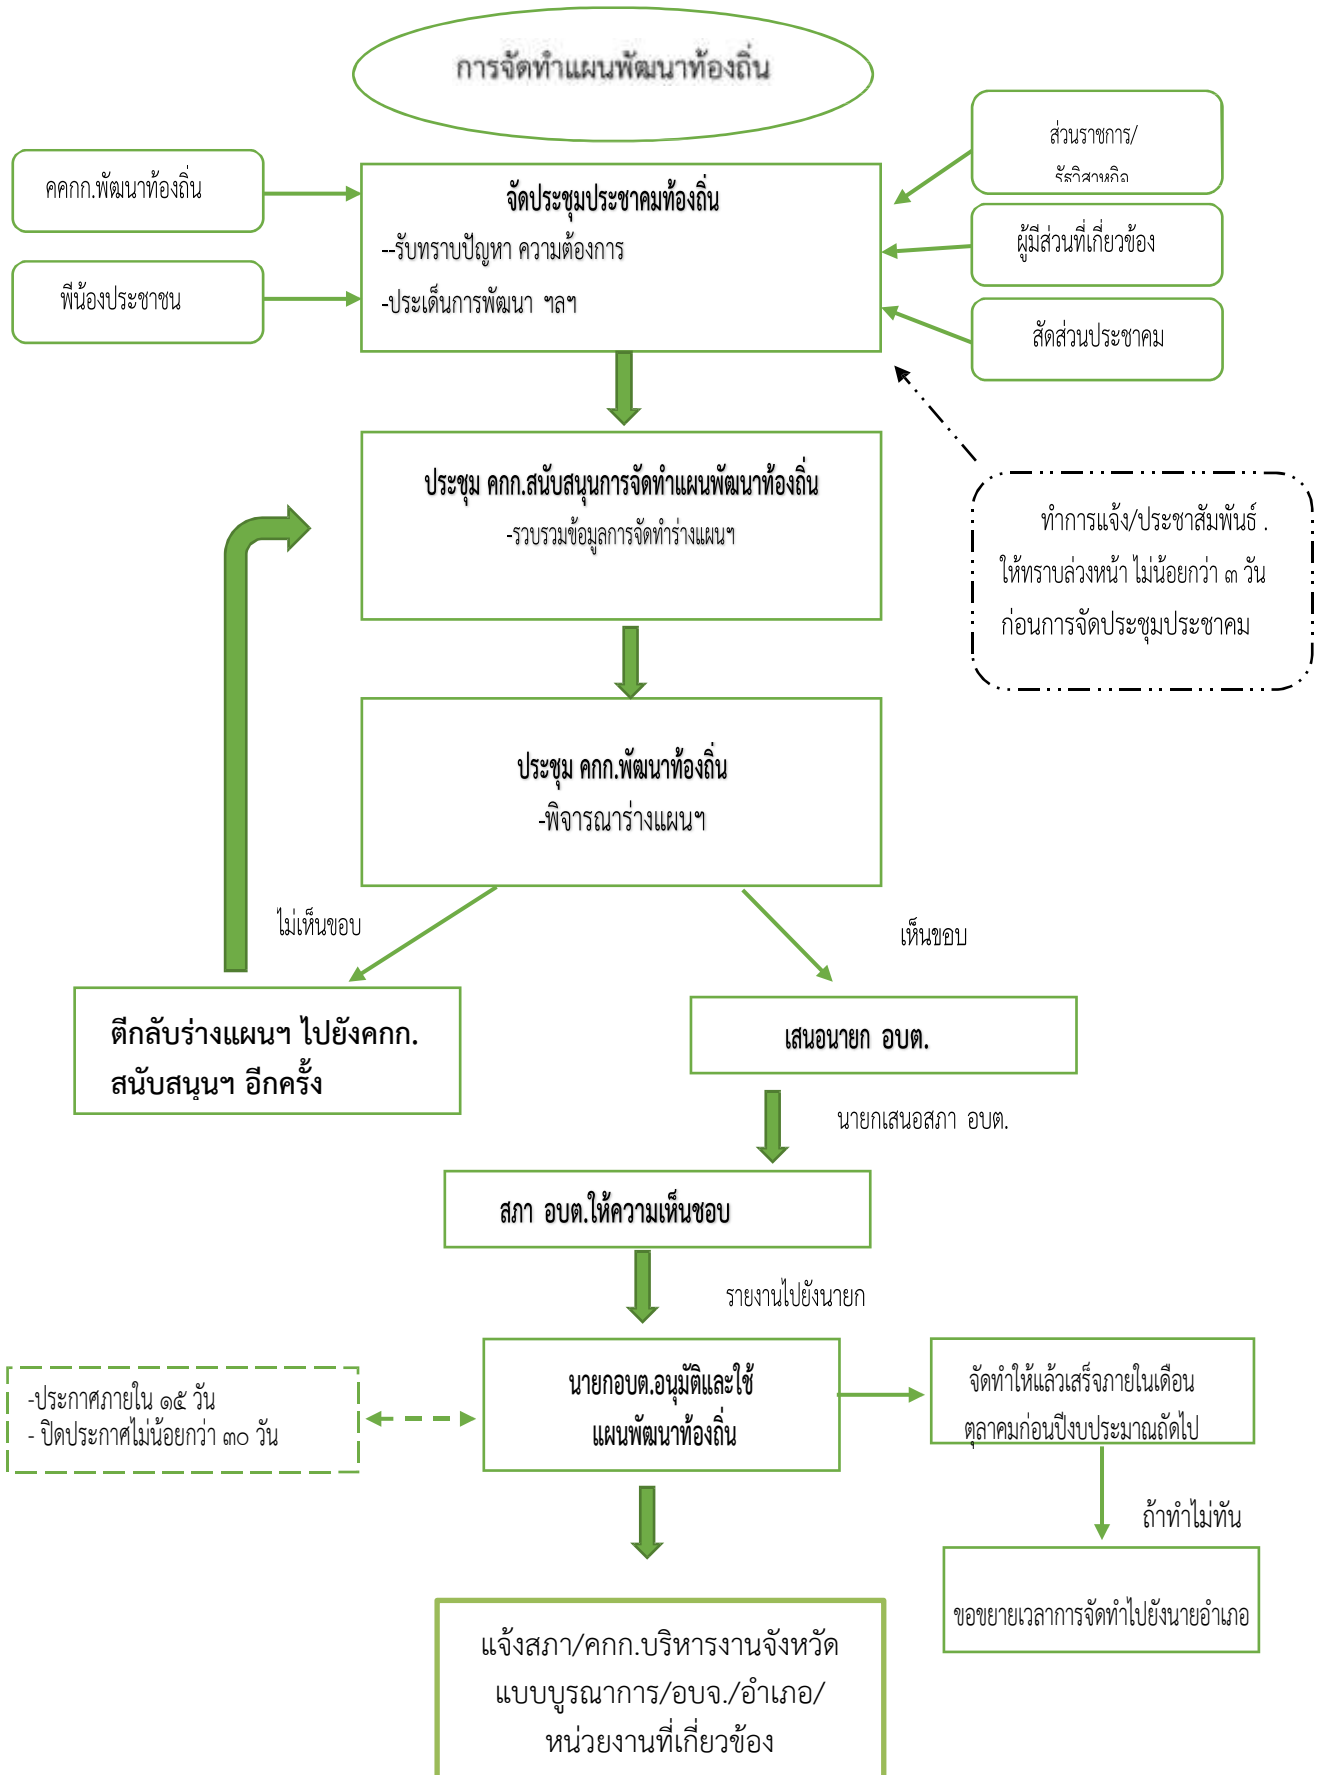 การจัดทำแผนพัฒนาท้องถิ่น
คคกก.พัฒนาท้องถิ่น
พี่น้องประชาชน
จัดประชุมประชาคมท้องถิ่น
--รับทราบปัญหา ความต้องการ
-ประเด็นการพัฒนา ฯลฯ
ส่วนราชการ/
รัฐวิสาหกิจ
ผู้มีส่วนที่เกี่ยวข้อง
สัดส่วนประชาคม
ประชุม คกก.สนับสนุนการจัดทำแผนพัฒนาท้องถิ่น
-รวบรวมข้อมูลการจัดทำร่างแผนฯ
ทำการแจ้ง/ประชาสัมพันธ์ .
ให้ทราบล่วงหน้า ไม่น้อยกว่า ๓ วัน
ก่อนการจัดประชุมประชาคม
ประชุม คกก.พัฒนาท้องถิ่น
-พิจารณาร่างแผนฯ
ไม่เห็นขอบ
เห็นขอบ
ตีกลับร่างแผนฯ ไปยังคกก.
สนับสนุนฯ อีกครั้ง
เสนอนายก อบต.
นายกเสนอสภา อบต.
สภา อบต.ให้ความเห็นชอบ
รายงานไปยังนายก
นายกอบต.อนุมัติและใช้
แผนพัฒนาท้องถิ่น
-ประกาศภายใน ๑๕ วัน
- ปิดประกาศไม่น้อยกว่า ๓๐ วัน
จัดทำให้แล้วเสร็จภายในเดือน
ตุลาคมก่อนปีงบประมาณถัดไป
ถ้าทำไม่ทัน
ขอขยายเวลาการจัดทำไปยังนายอำเภอ
แจ้งสภา/คกก.บริหารงานจังหวัด
แบบบูรณาการ/อบจ./อำเภอ/
หน่วยงานที่เกี่ยวข้อง